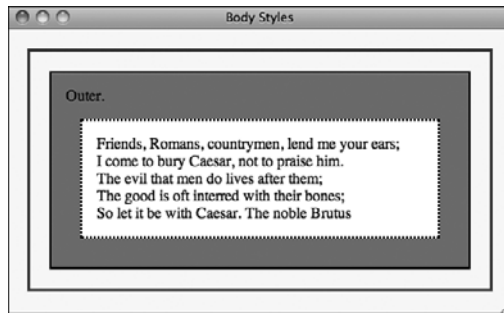 Body Styles
Outer.
Friends, Romans, countrymen, lend me your ears;
I come to bury Caesar, not to praise him.
The evil that men do lives after them;
The good is oft interred with their bones;
So let it be with Caesar. The noble Brutus